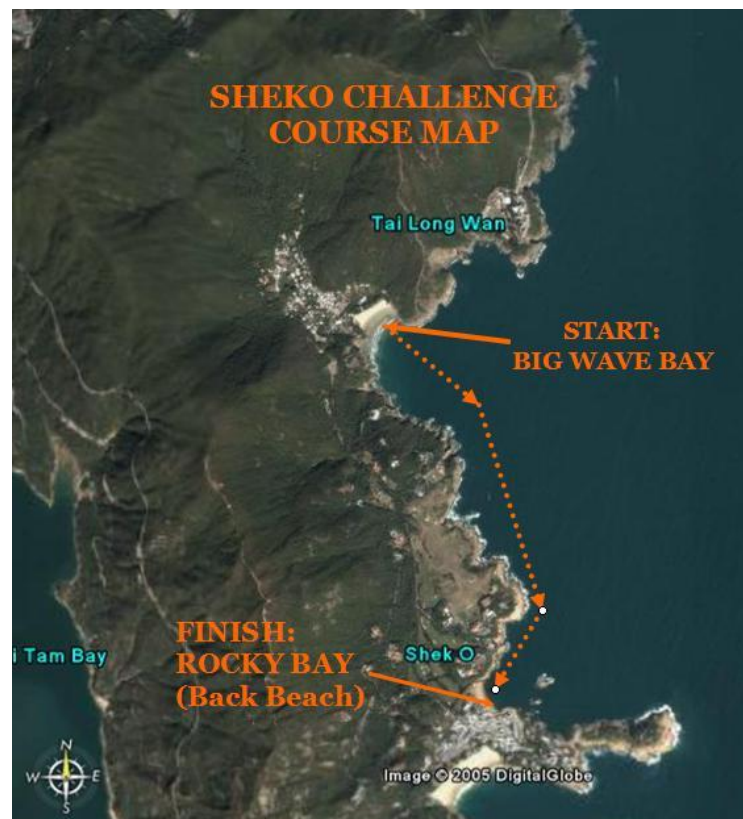 SHEKO CHALLENGE
COURSE MAP
Tai Long Wan
START:
BIG WAVE BAY
FINISH:
ROCKY BAY
(Back Beach)
Shek O
i Tam Bay
Image © 2005 DigitalGlobe
N
W
E
S